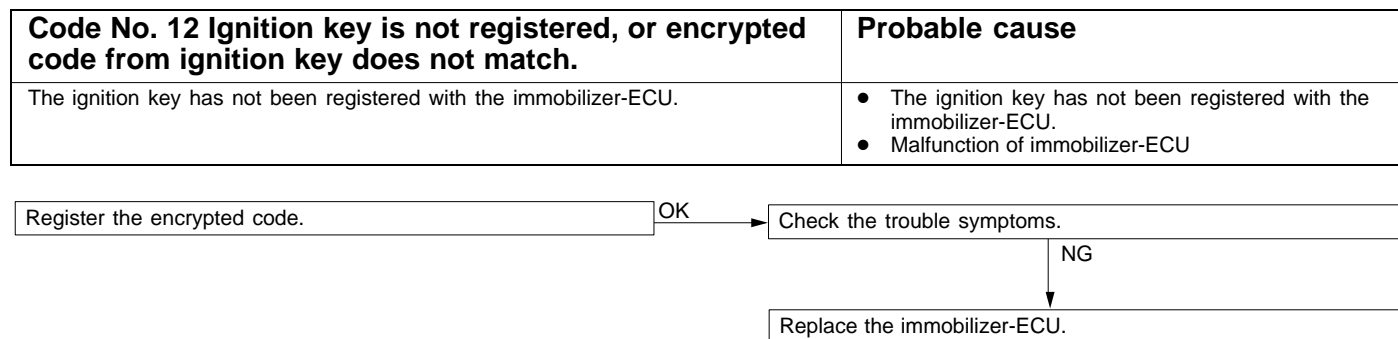 Code No. 12 Ignition key is not registered, or encrypted
code from ignition key does not match.
Probable cause
The ignition key has not been registered with the immobilizer-ECU.
● The ignition key has not been registered with the
immobilizer-ECU.
● Malfunction of immobilizer-ECU
Register the encrypted code.
OK
Check the trouble symptoms.
NG
Replace the immobilizer-ECU.